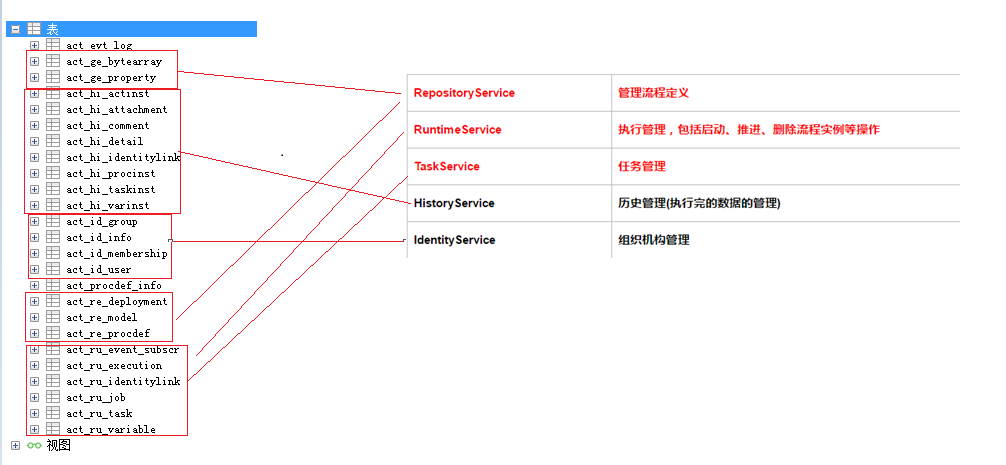 表
act_evt_log
act_ge_bytearray
act_ge_property
act_hi_actinst
act_hi_attachment
act_hi_comment
act_hi_detail
act_hi_identitylink
act_hi_procinst
act_hi_taskinst
act_hi_varinst
act_id_group
act_id_info
act_id_membership
act_id_user
act_procdef_info
act_re_deployment
act_re_model
act_re_procdef
act_ru_event_subscr
act_ru_execution
act_ru_identitylink
act_ru_job
act_ru_task
act_ru_variable
视图
RepositoryService 管理流程定义
RuntimeService 执行管理，包括启动、推进、删除流程实例等操作
TaskService 任务管理
HistoryService 历史管理(执行完的数据的管理)
IdentityService 组织机构管理